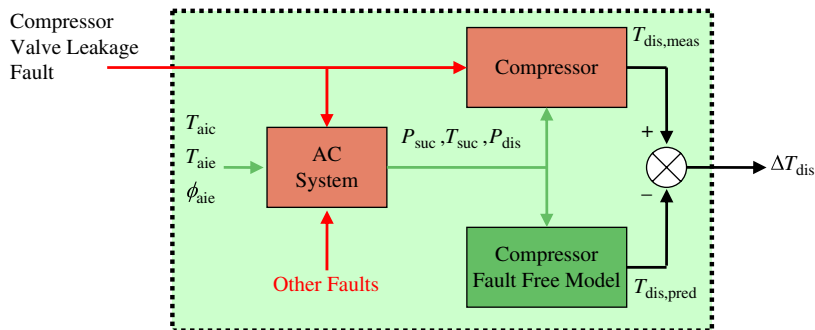 Compressor
Valve Leakage
Fault
T_dis,meas
Compressor
T_aic
T_aie
ϕ_aie
AC
System
P_suc ,T_suc ,P_dis
+
−
ΔT_dis
Compressor
Fault Free Model
Other Faults
T_dis,pred